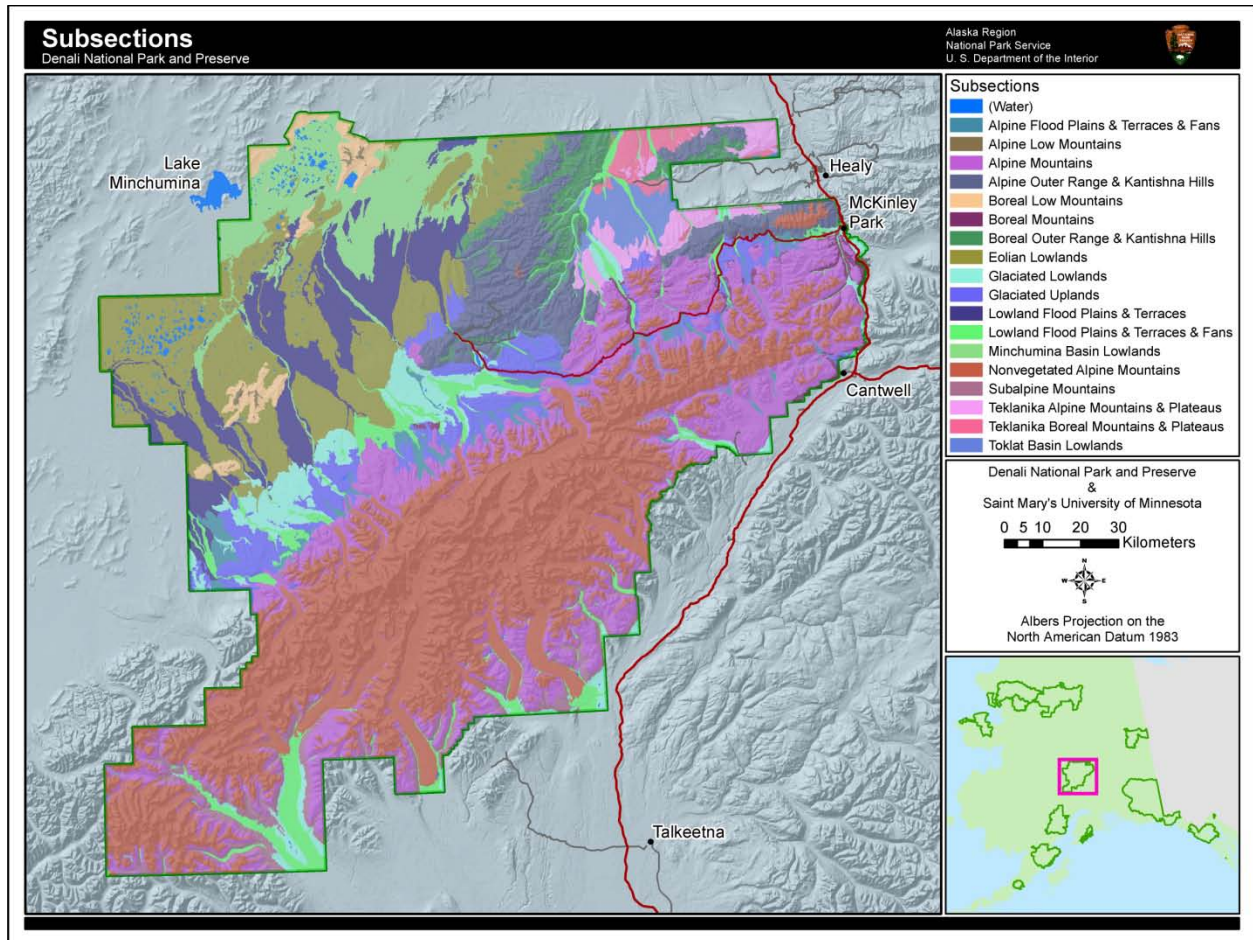 Subsections
Denali National Park and Preserve
Alaska Region
National Park Service
U. S. Department of the Interior
Lake
Minchumina
Healy
McKinley
Park
Cantwell
Talkeetna
Subsections
(Water)
Alpine Flood Plains & Terraces & Fans
Alpine Low Mountains
Alpine Mountains
Alpine Outer Range & Kantishna Hills
Boreal Low Mountains
Boreal Mountains
Boreal Outer Range & Kantishna Hills
Eolian Lowlands
Glaciated Lowlands
Glaciated Uplands
Lowland Flood Plains & Terraces
Lowland Flood Plains & Terraces & Fans
Minchumina Basin Lowlands
Nonvegetated Alpine Mountains
Subalpine Mountains
Teklanika Alpine Mountains & Plateaus
Teklanika Boreal Mountains & Plateaus
Toklat Basin Lowlands
Denali National Park and Preserve
&
Saint Mary's University of Minnesota
0 5 10 20 30
Kilometers
N
W E
S
Albers Projection on the
North American Datum 1983